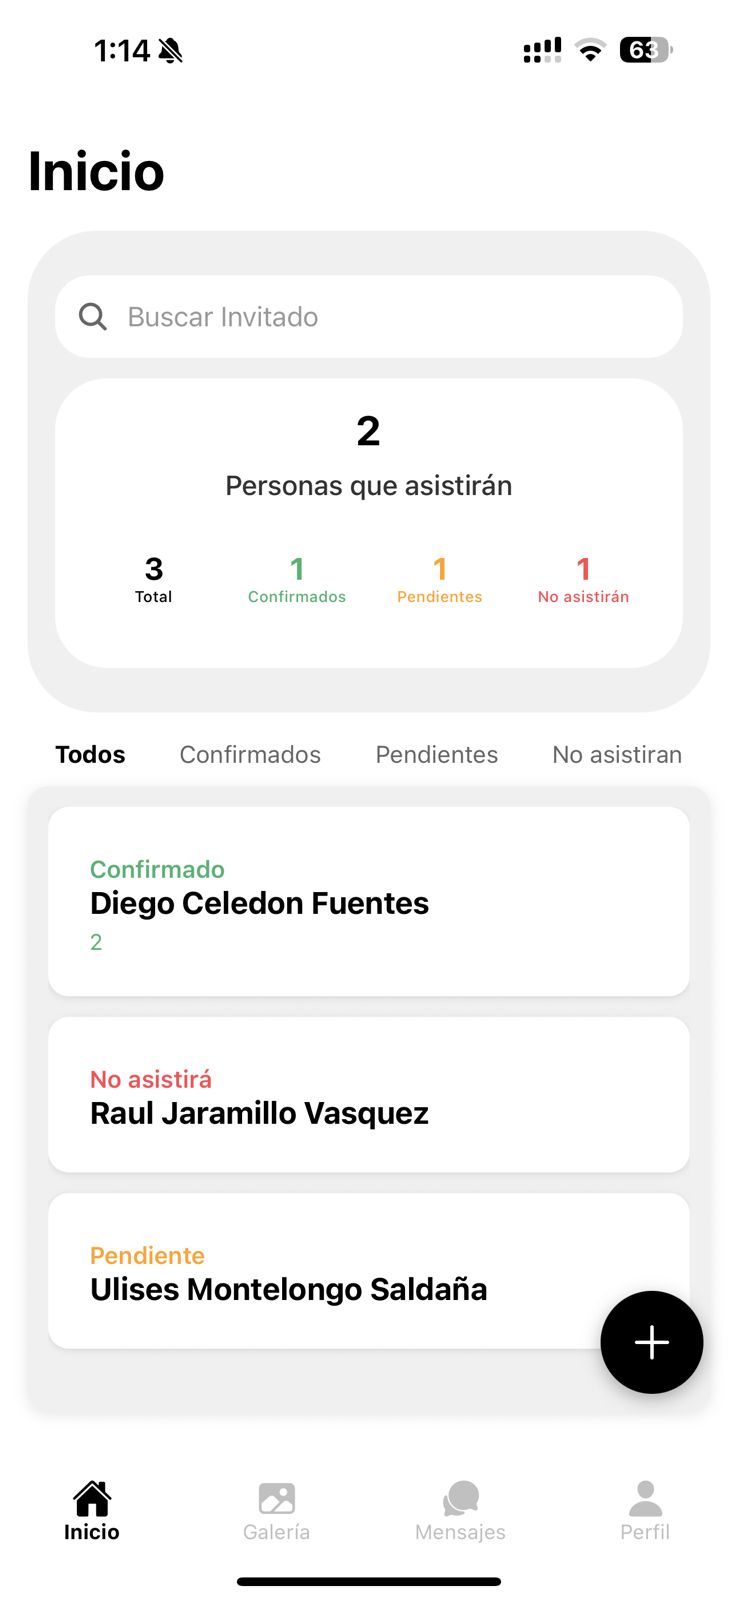 1:14
63
Inicio
Buscar Invitado
2
Personas que asistirán
3 1 1 1
Total Confirmados Pendientes No asistirán
Todos Confirmados Pendientes No asistiran
Confirmado
Diego Celedon Fuentes
2
No asistirá
Raul Jaramillo Vasquez
Pendiente
Ulises Montelongo Saldaña
Inicio Galería Mensajes Perfil